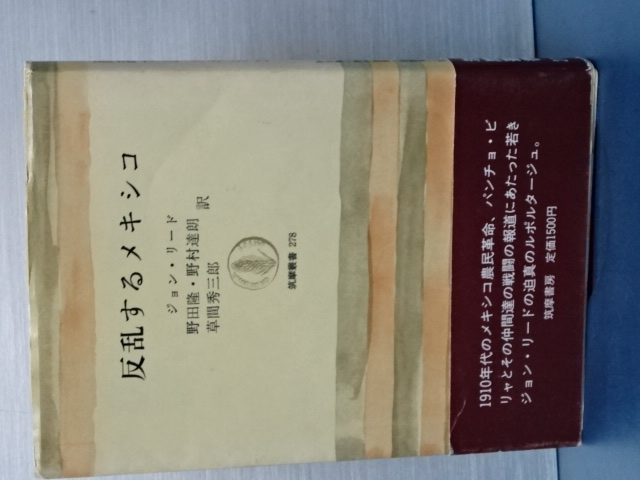 反乱するメキシコ
ジョン・リード
野田隆・野村達朗
草間秀三郎 訳
筑摩叢書 278
1910年代のメキシコ農民革命、パンチョ・ビ
リャとその仲間達の戦闘の報道にあたった若き
ジョン・リードの迫真のルポルタージュ。
筑摩書房 定価1500円